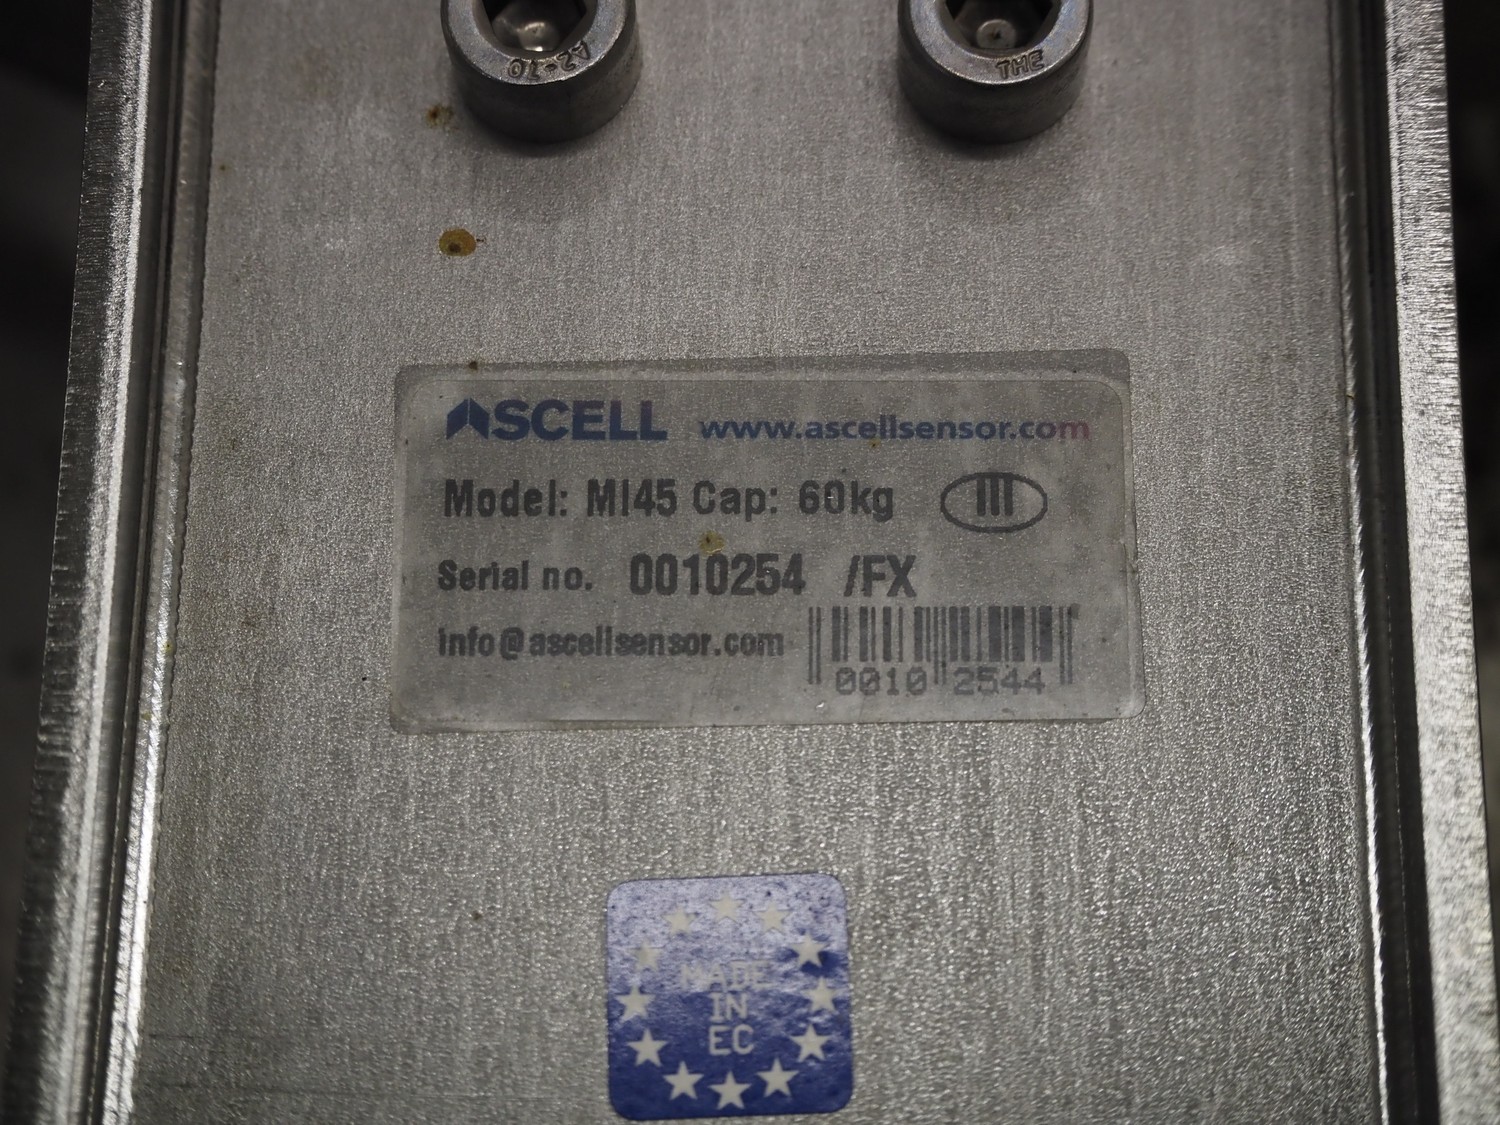 A2-70
THE
ASCELL www.ascellsensor.com
Model: MI45 Cap: 60kg III
Serial no. 0010254 /FX
info@ascellsensor.com
0010 2544
MADE
IN
EC